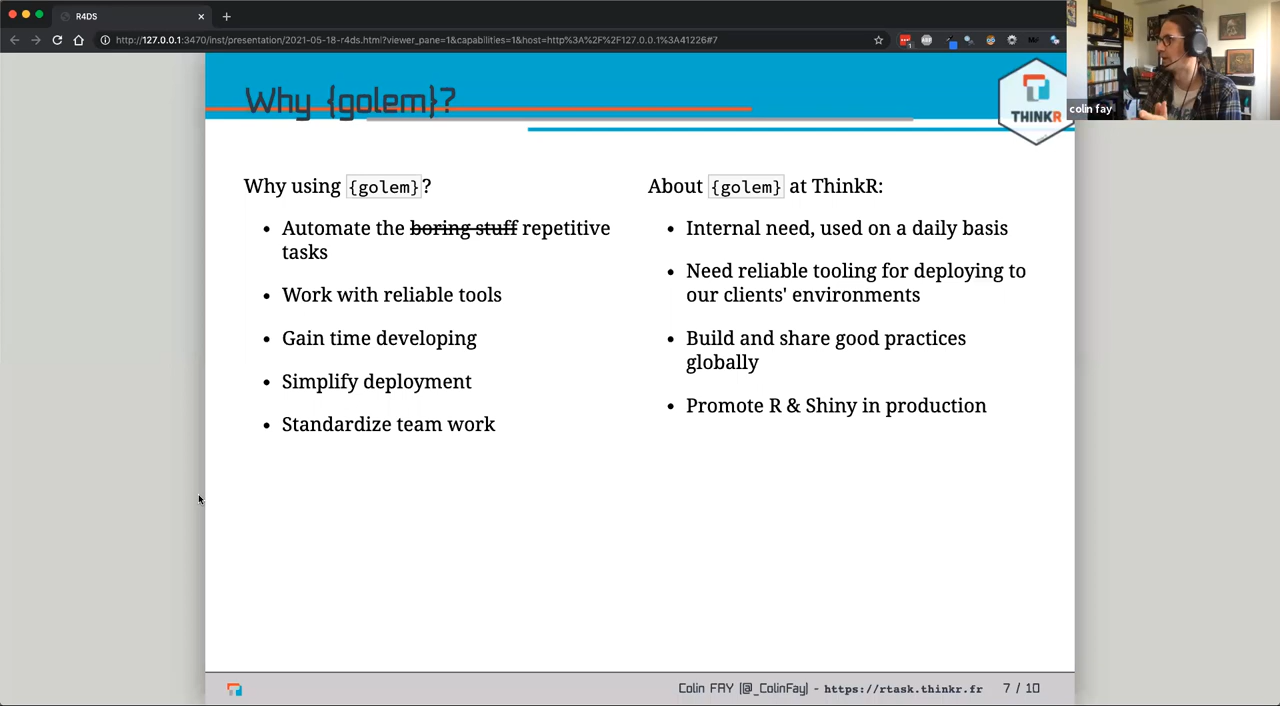 R4DS
http://127.0.0.1:3470/inst/presentation/2021-05-18-r4ds.html?viewer_pane=1&capabilities=1&host=http%3A%2F%2F127.0.0.1%3A41226#7
colin fay
Why {golem}?
THINKR
Why using {golem}?
Automate the boring stuff repetitive
tasks
Work with reliable tools
Gain time developing
Simplify deployment
Standardize team work
About {golem} at ThinkR:
Internal need, used on a daily basis
Need reliable tooling for deploying to
our clients' environments
Build and share good practices
globally
Promote R & Shiny in production
Colin FAY (@_ColinFay) - https://rtask.thinkr.fr 7 / 10